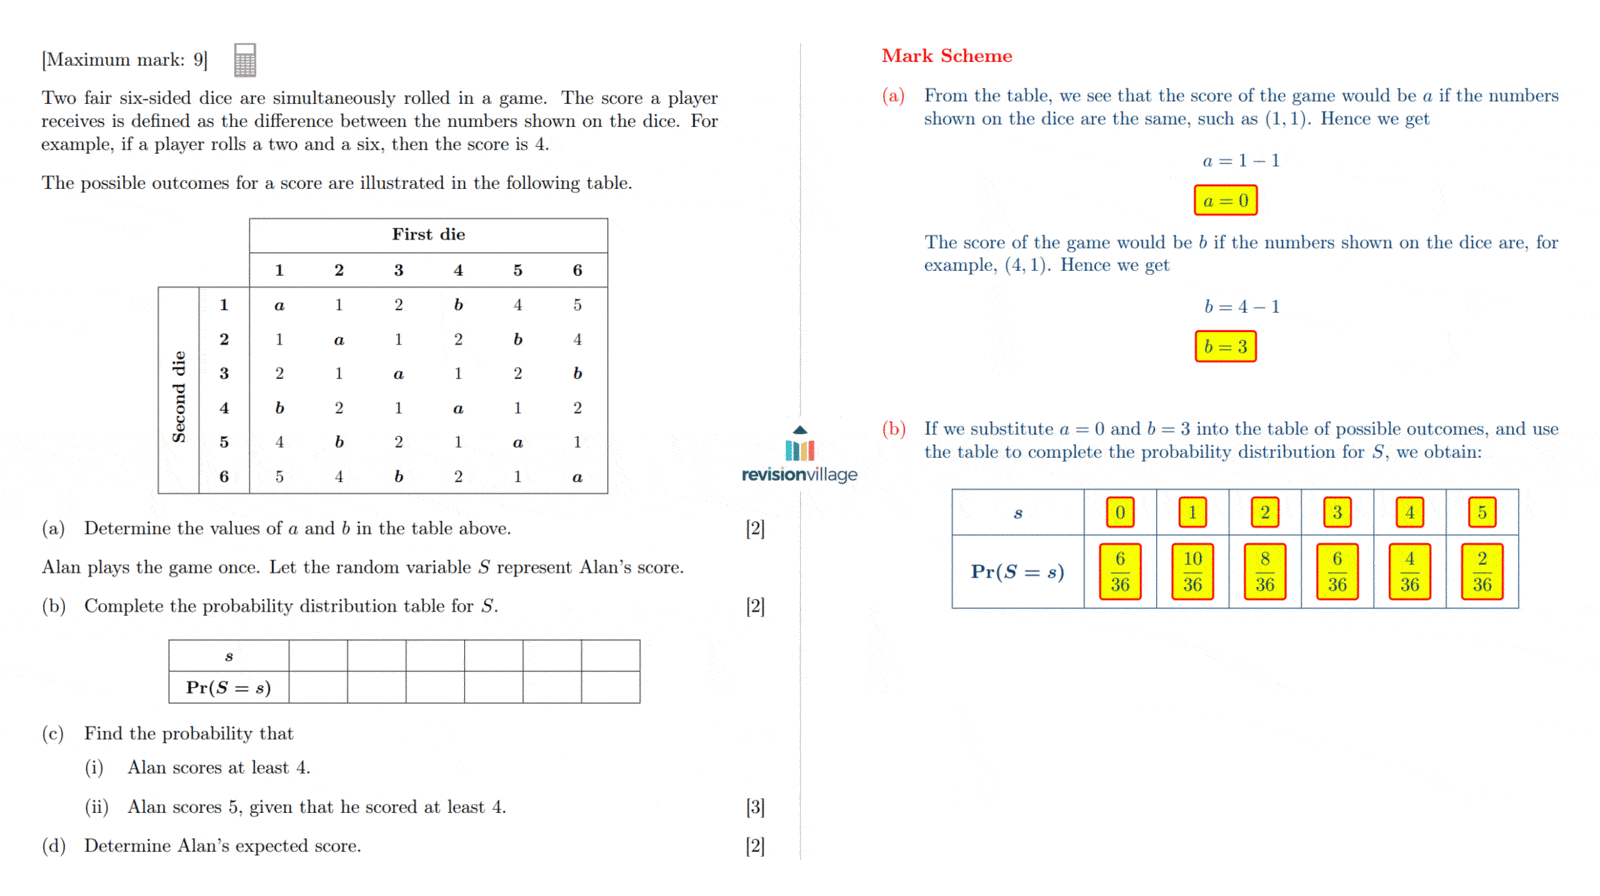 [Maximum mark: 9]
Two fair six-sided dice are simultaneously rolled in a game. The score a player
receives is defined as the difference between the numbers shown on the dice. For
example, if a player rolls a two and a six, then the score is 4.
The possible outcomes for a score are illustrated in the following table.
First die
1 2 3 4 5 6
Second die
1 a 1 2 b 4 5
2 1 a 1 2 b 4
3 2 1 a 1 2 b
4 b 2 1 a 1 2
5 4 b 2 1 a 1
6 5 4 b 2 1 a
(a) Determine the values of a and b in the table above. [2]
Alan plays the game once. Let the random variable S represent Alan's score.
(b) Complete the probability distribution table for S. [2]
s
Pr(S = s)
(c) Find the probability that
(i) Alan scores at least 4.
(ii) Alan scores 5, given that he scored at least 4. [3]
(d) Determine Alan's expected score. [2]
revisionvillage
Mark Scheme
(a) From the table, we see that the score of the game would be a if the numbers
shown on the dice are the same, such as (1, 1). Hence we get
a = 1 − 1
a = 0
The score of the game would be b if the numbers shown on the dice are, for
example, (4, 1). Hence we get
b = 4 − 1
b = 3
(b) If we substitute a = 0 and b = 3 into the table of possible outcomes, and use
the table to complete the probability distribution for S, we obtain:
s 0 1 2 3 4 5
Pr(S = s) 6/36 10/36 8/36 6/36 4/36 2/36